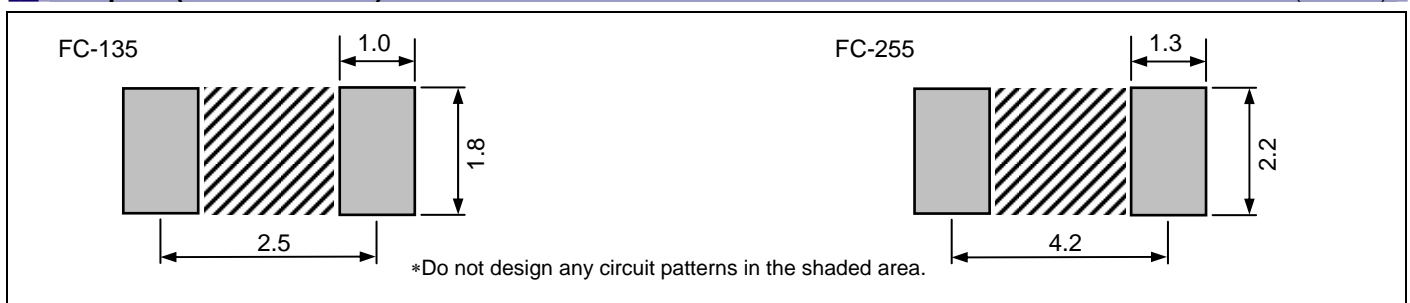 FC-135
1.0
1.8
2.5
FC-255
1.3
2.2
4.2
*Do not design any circuit patterns in the shaded area.